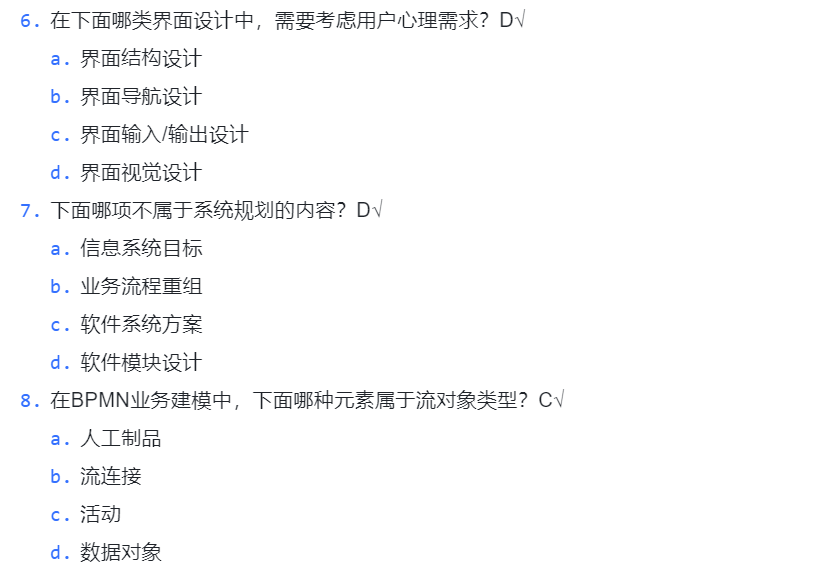 6. 在下面哪类界面设计中，需要考虑用户心理需求？D√
a. 界面结构设计
b. 界面导航设计
c. 界面输入/输出设计
d. 界面视觉设计
7. 下面哪项不属于系统规划的内容？D√
a. 信息系统目标
b. 业务流程重组
c. 软件系统方案
d. 软件模块设计
8. 在BPMN业务建模中，下面哪种元素属于流对象类型？C√
a. 人工制品
b. 流连接
c. 活动
d. 数据对象